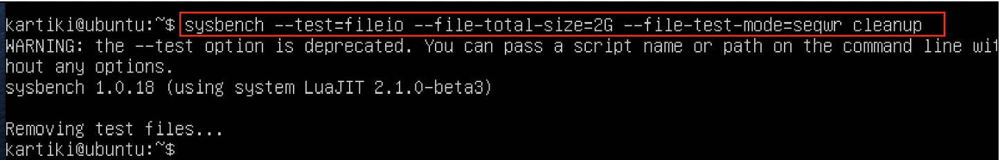 kartiki@ubuntu:~$ sysbench --test=fileio --file-total-size=2G --file-test-mode=seqwr cleanup
WARNING: the --test option is deprecated. You can pass a script name or path on the command line wit
hout any options.
sysbench 1.0.18 (using system LuaJIT 2.1.0-beta3)
Removing test files...
kartiki@ubuntu:~$